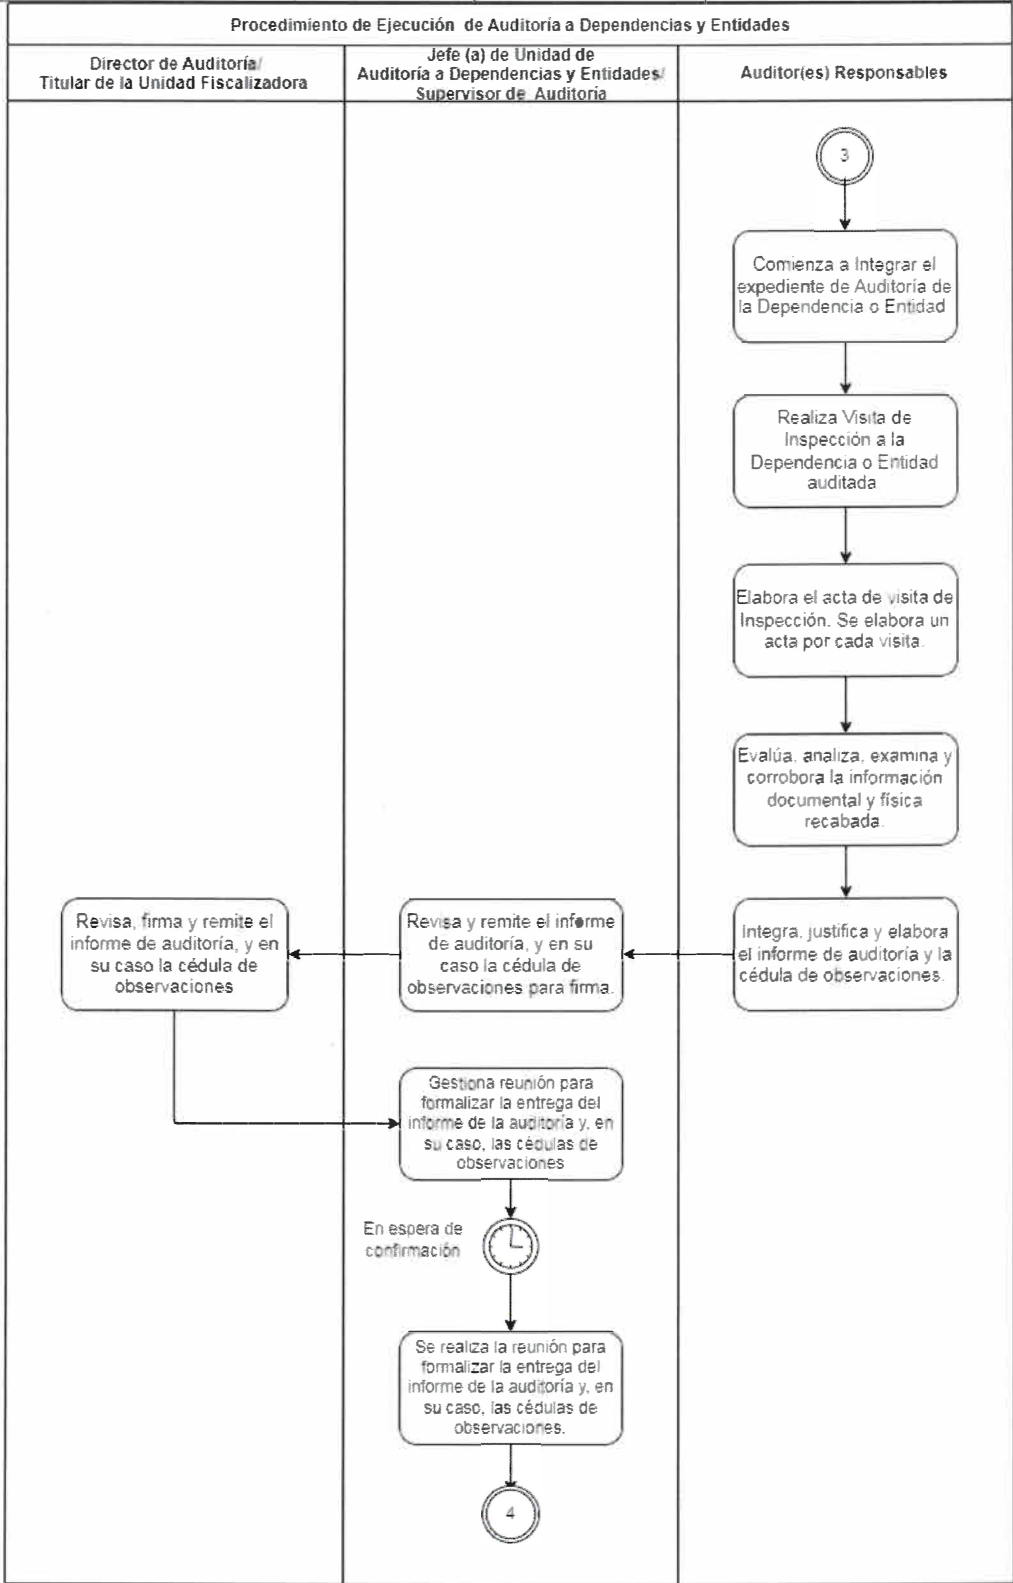 Procedimiento de Ejecución de Auditoría a Dependencias y Entidades
Director de Auditoría/
Titular de la Unidad Fiscalizadora
Jefe (a) de Unidad de
Auditoría a Dependencias y Entidades/
Supervisor de Auditoría
Auditor(es) Responsables
3
Comienza a Integrar el
expediente de Auditoría de
la Dependencia o Entidad
Realiza Visita de
Inspección a la
Dependencia o Entidad
auditada
Elabora el acta de visita de
Inspección. Se elabora un
acta por cada visita.
Evalúa, analiza, examina y
corrobora la información
documental y física
recabada.
Integra, justifica y elabora
el informe de auditoría y la
cédula de observaciones.
Revisa y remite el informe
de auditoría, y en su
caso la cédula de
observaciones para firma.
Revisa, firma y remite el
informe de auditoría, y en
su caso la cédula de
observaciones
Gestiona reunión para
formalizar la entrega del
informe de la auditoría y, en
su caso, las cédulas de
observaciones
En espera de
confirmación
Se realiza la reunión para
formalizar la entrega del
informe de la auditoría y, en
su caso, las cédulas de
observaciones.
4